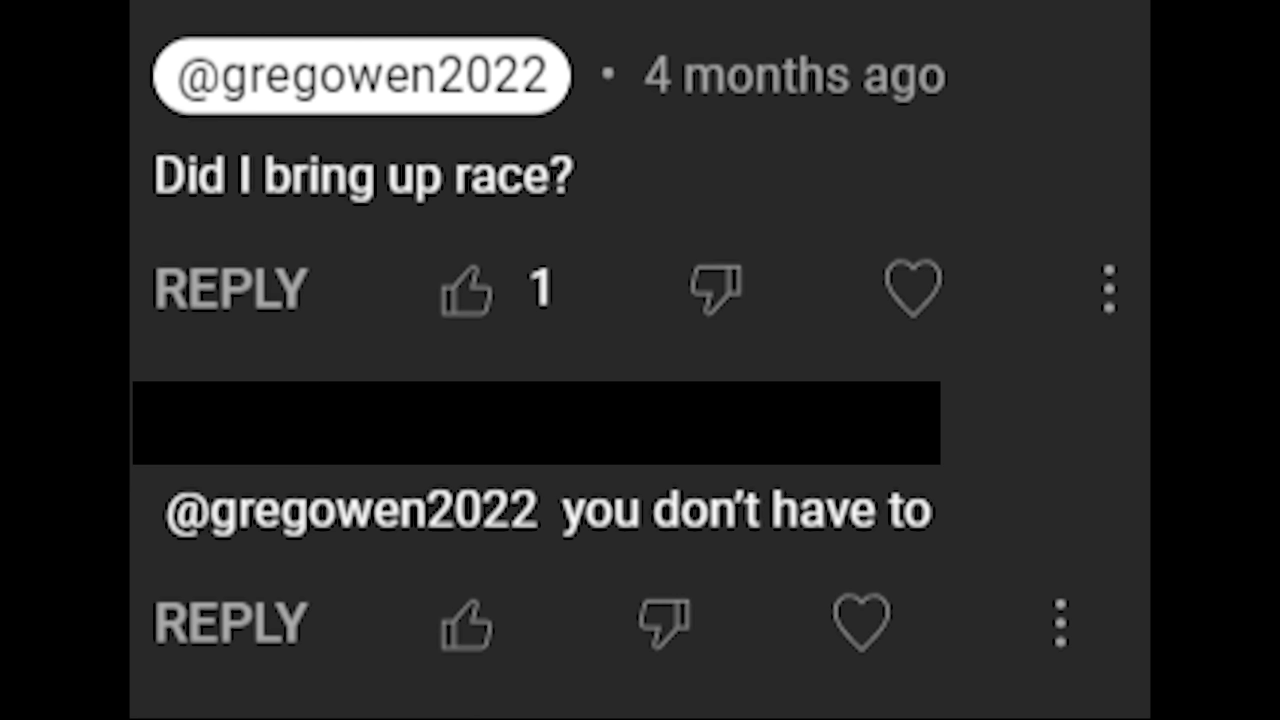 @gregowen2022 • 4 months ago
Did I bring up race?
REPLY 1
@gregowen2022 you don't have to
REPLY